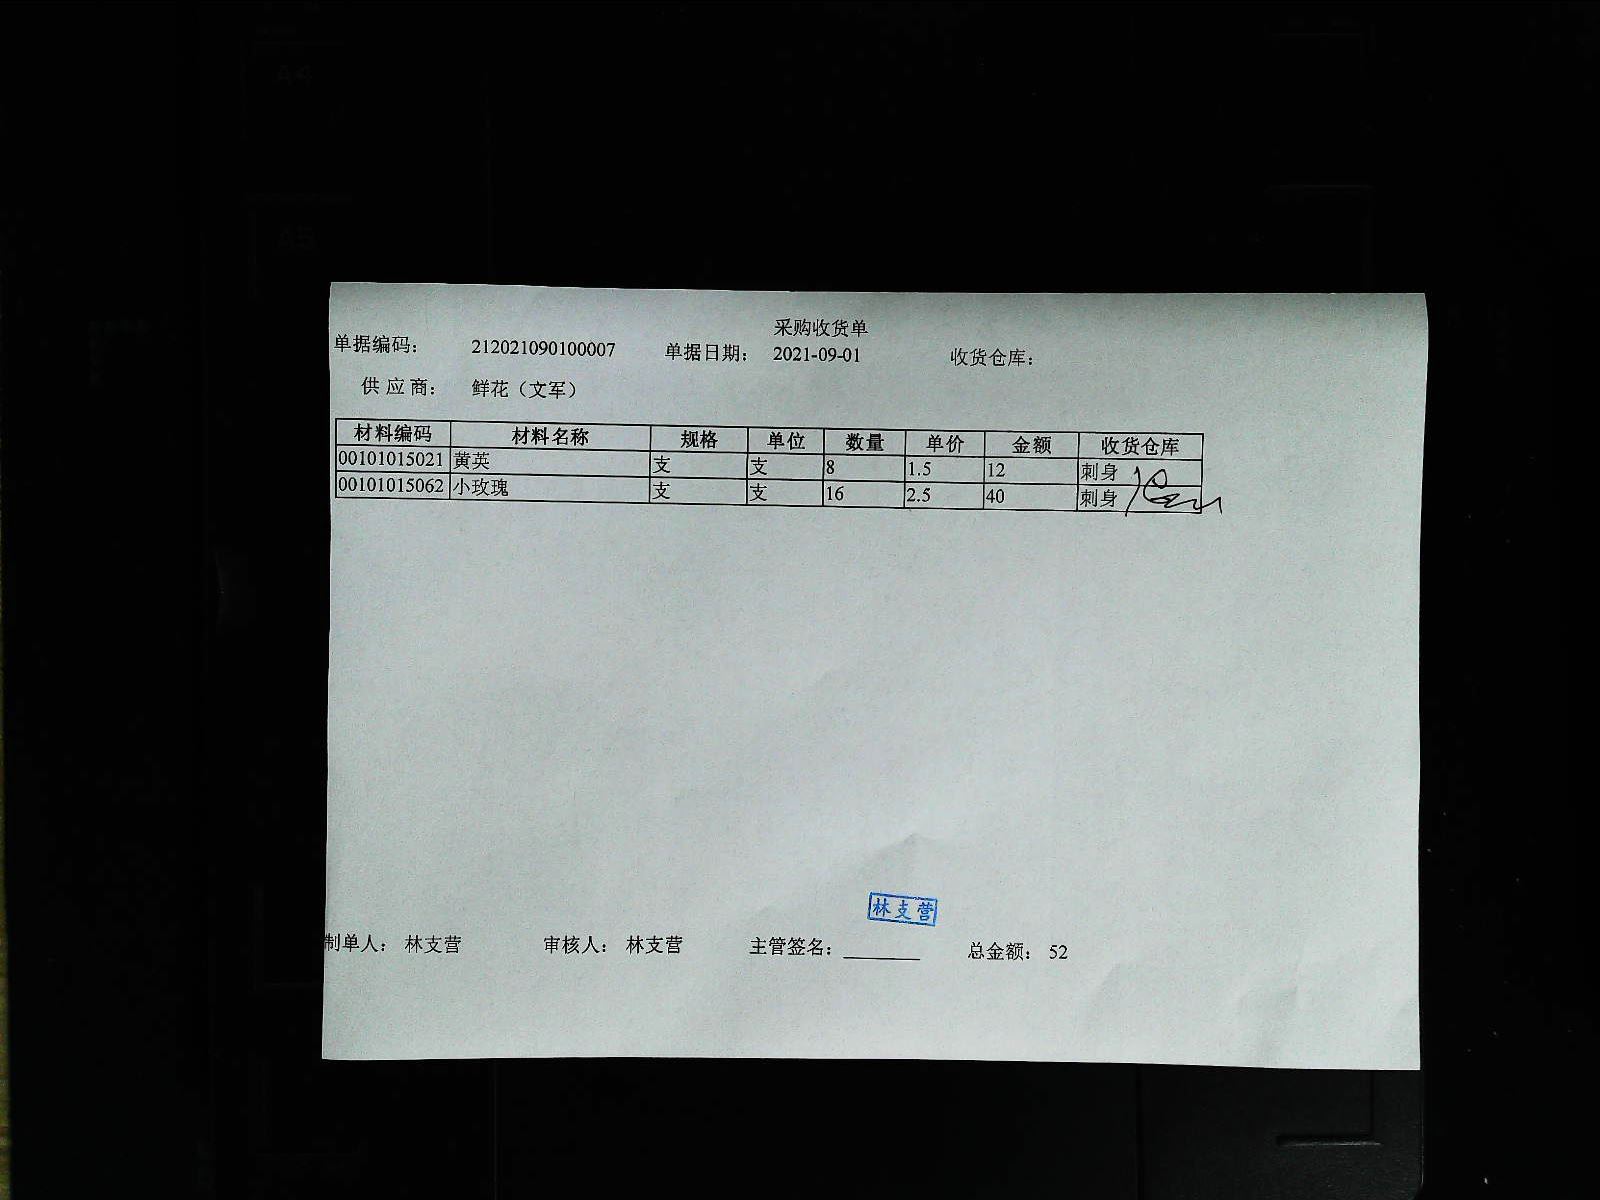 A4
A5
采购收货单
单据编码： 212021090100007 单据日期： 2021-09-01 收货仓库：
供 应 商： 鲜花（文军）
材料编码 材料名称 规格 单位 数量 单价 金额 收货仓库
00101015021 黄英 支 支 8 1.5 12 刺身
00101015062 小玫瑰 支 支 16 2.5 40 刺身
林支营
制单人： 林支营 审核人： 林支营 主管签名： 总金额： 52